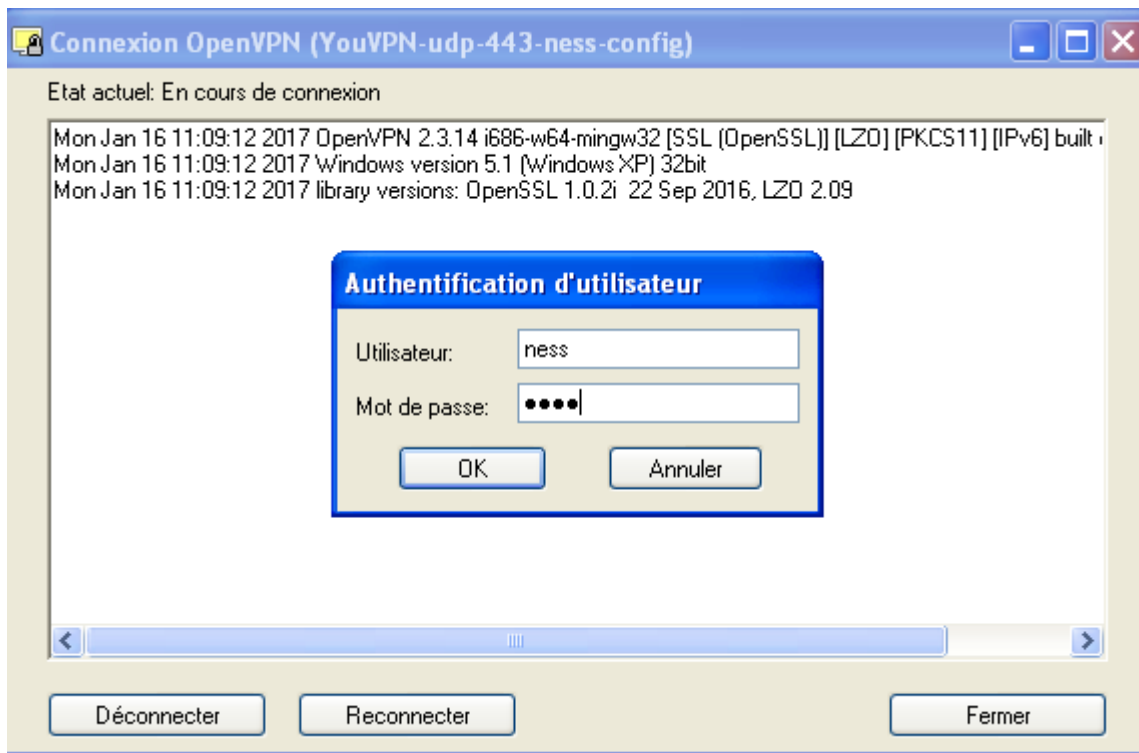 Connexion OpenVPN (YouVPN-udp-443-ness-config)
Etat actuel: En cours de connexion
Mon Jan 16 11:09:12 2017 OpenVPN 2.3.14 i686-w64-mingw32 [SSL (OpenSSL)] [LZO] [PKCS11] [IPv6] built
Mon Jan 16 11:09:12 2017 Windows version 5.1 (Windows XP) 32bit
Mon Jan 16 11:09:12 2017 library versions: OpenSSL 1.0.2i  22 Sep 2016, LZO 2.09
Authentification d'utilisateur
Utilisateur: ness
Mot de passe: ••••
OK Annuler
Déconnecter Reconnecter Fermer